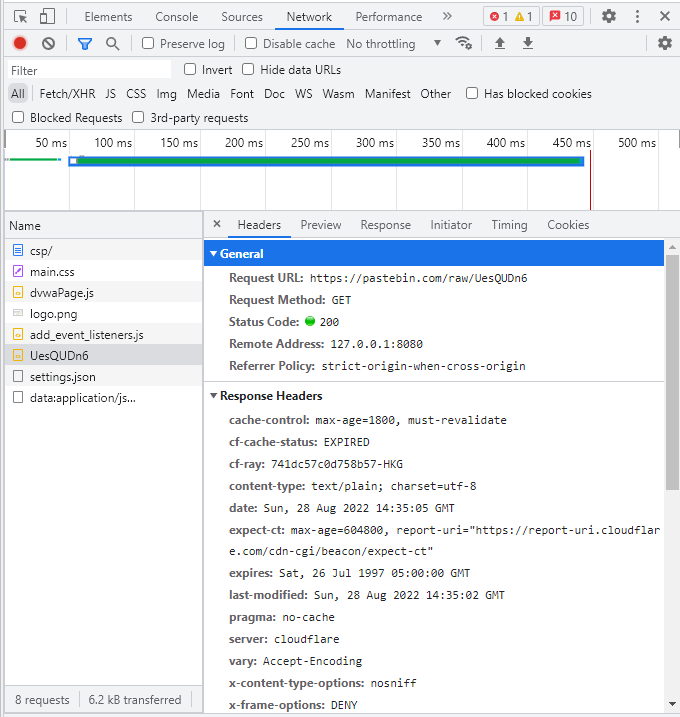 Elements Console Sources Network Performance » 1 1 10
Preserve log Disable cache No throttling
Filter Invert Hide data URLs
All Fetch/XHR JS CSS Img Media Font Doc WS Wasm Manifest Other Has blocked cookies
Blocked Requests 3rd-party requests
50 ms 100 ms 150 ms 200 ms 250 ms 300 ms 350 ms 400 ms 450 ms 500 ms
Name
csp/
main.css
dvwaPage.js
logo.png
add_event_listeners.js
UesQUDn6
settings.json
data:application/js...
8 requests 6.2 kB transferred
× Headers Preview Response Initiator Timing Cookies
General
Request URL: https://pastebin.com/raw/UesQUDn6
Request Method: GET
Status Code: 200
Remote Address: 127.0.0.1:8080
Referrer Policy: strict-origin-when-cross-origin
Response Headers
cache-control: max-age=1800, must-revalidate
cf-cache-status: EXPIRED
cf-ray: 741dc57c0d758b57-HKG
content-type: text/plain; charset=utf-8
date: Sun, 28 Aug 2022 14:35:05 GMT
expect-ct: max-age=604800, report-uri="https://report-uri.cloudflar
e.com/cdn-cgi/beacon/expect-ct"
expires: Sat, 26 Jul 1997 05:00:00 GMT
last-modified: Sun, 28 Aug 2022 14:35:02 GMT
pragma: no-cache
server: cloudflare
vary: Accept-Encoding
x-content-type-options: nosniff
x-frame-options: DENY